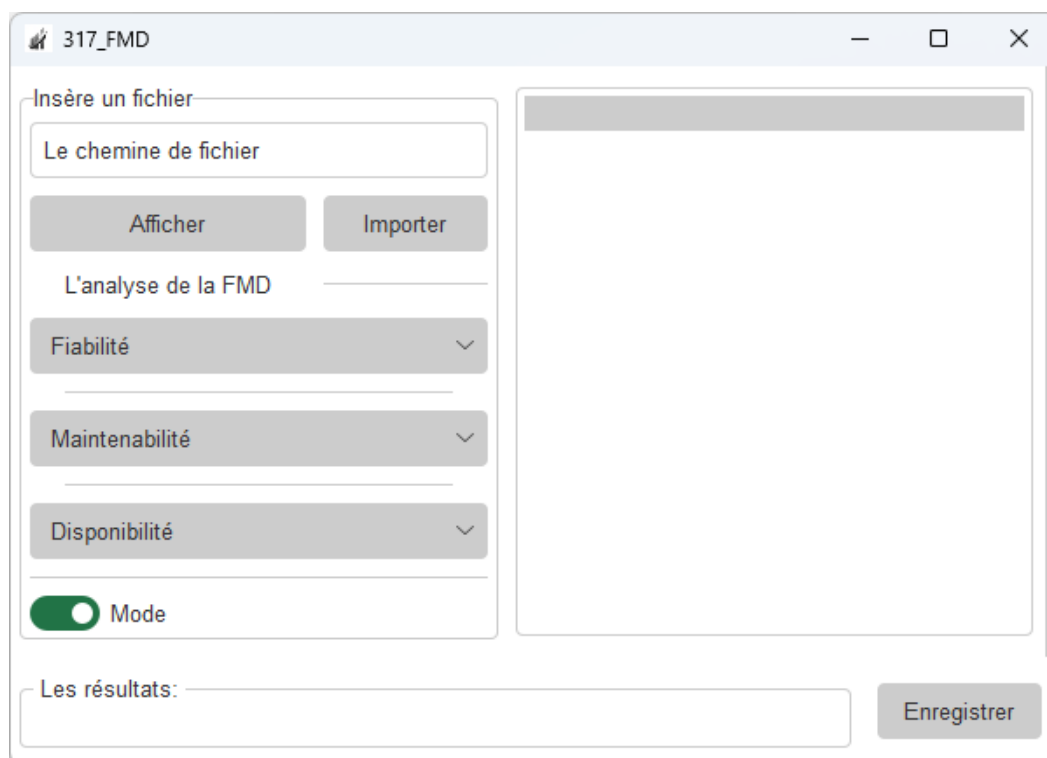 317_FMD
Insère un fichier
Le chemine de fichier
Afficher
Importer
L'analyse de la FMD
Fiabilité
Maintenabilité
Disponibilité
Mode
Les résultats:
Enregistrer